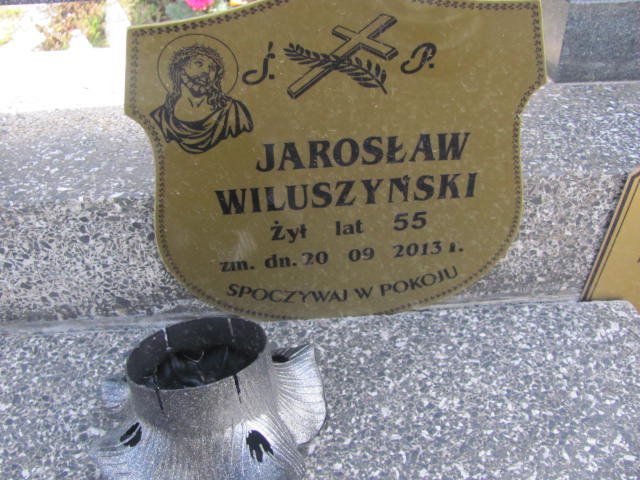 Ś. P.
JAROSŁAW
WILUSZYŃSKI
Żył lat 55
zm. dn. 20 09 2013 r.
SPOCZYWAJ W POKOJU